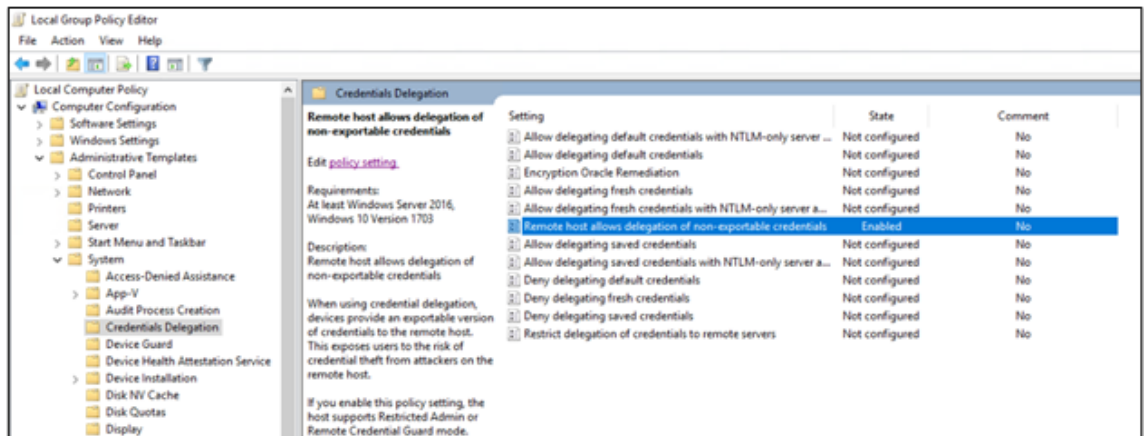 Local Group Policy Editor
File Action View Help
Local Computer Policy
Computer Configuration
Software Settings
Windows Settings
Administrative Templates
Control Panel
Network
Printers
Server
Start Menu and Taskbar
System
Access-Denied Assistance
App-V
Audit Process Creation
Credentials Delegation
Device Guard
Device Health Attestation Service
Device Installation
Disk NV Cache
Disk Quotas
Display
Credentials Delegation
Remote host allows delegation of
non-exportable credentials
Edit policy setting
Requirements:
At least Windows Server 2016,
Windows 10 Version 1703
Description:
Remote host allows delegation of
non-exportable credentials
When using credential delegation,
devices provide an exportable version
of credentials to the remote host.
This exposes users to the risk of
credential theft from attackers on the
remote host.
If you enable this policy setting, the
host supports Restricted Admin or
Remote Credential Guard mode.
Setting State Comment
Allow delegating default credentials with NTLM-only server ... Not configured No
Allow delegating default credentials Not configured No
Encryption Oracle Remediation Not configured No
Allow delegating fresh credentials Not configured No
Allow delegating fresh credentials with NTLM-only server a... Not configured No
Remote host allows delegation of non-exportable credentials Enabled No
Allow delegating saved credentials Not configured No
Allow delegating saved credentials with NTLM-only server a... Not configured No
Deny delegating default credentials Not configured No
Deny delegating fresh credentials Not configured No
Deny delegating saved credentials Not configured No
Restrict delegation of credentials to remote servers Not configured No